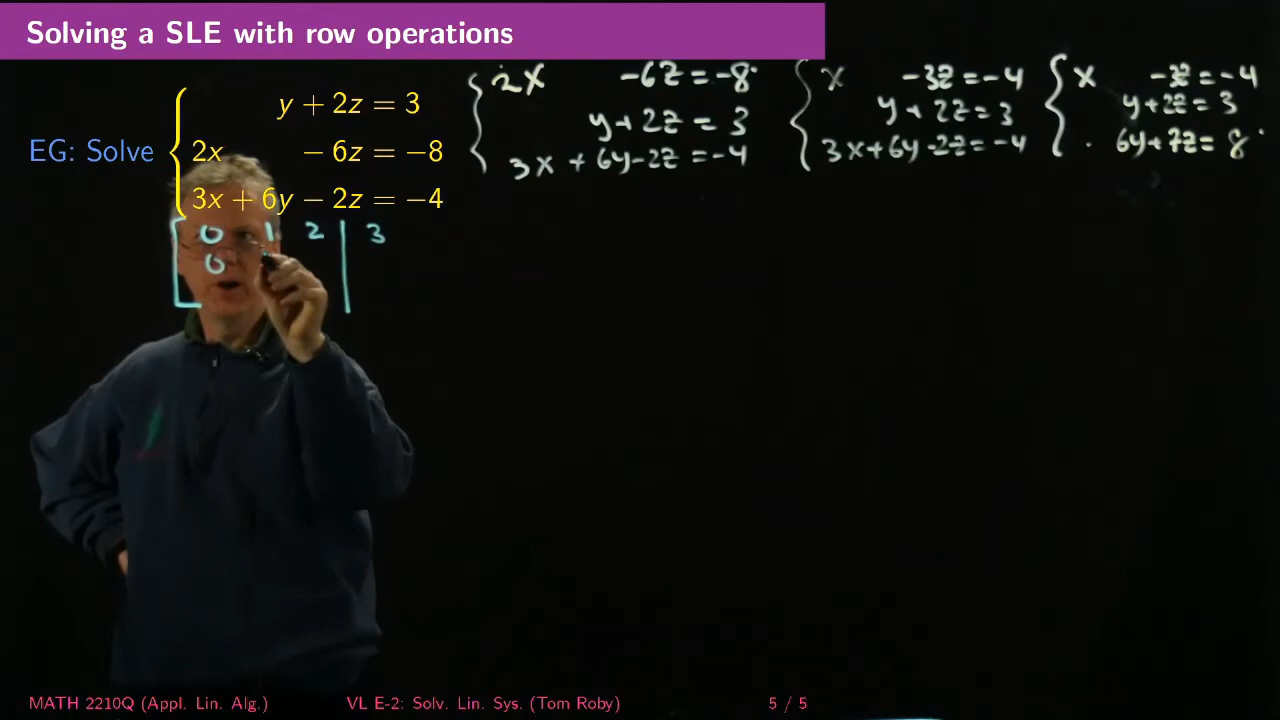 Solving a SLE with row operations
EG: Solve
y + 2z = 3
2x − 6z = −8
3x + 6y − 2z = −4
2x -6z = -8
y + 2z = 3
3x + 6y - 2z = -4
x -3z = -4
y + 2z = 3
3x + 6y - 2z = -4
x -3z = -4
y + 2z = 3
6y + 7z = 8
0 1 2 | 3
0
MATH 2210Q (Appl. Lin. Alg.) VL E-2: Solv. Lin. Sys. (Tom Roby) 5 / 5